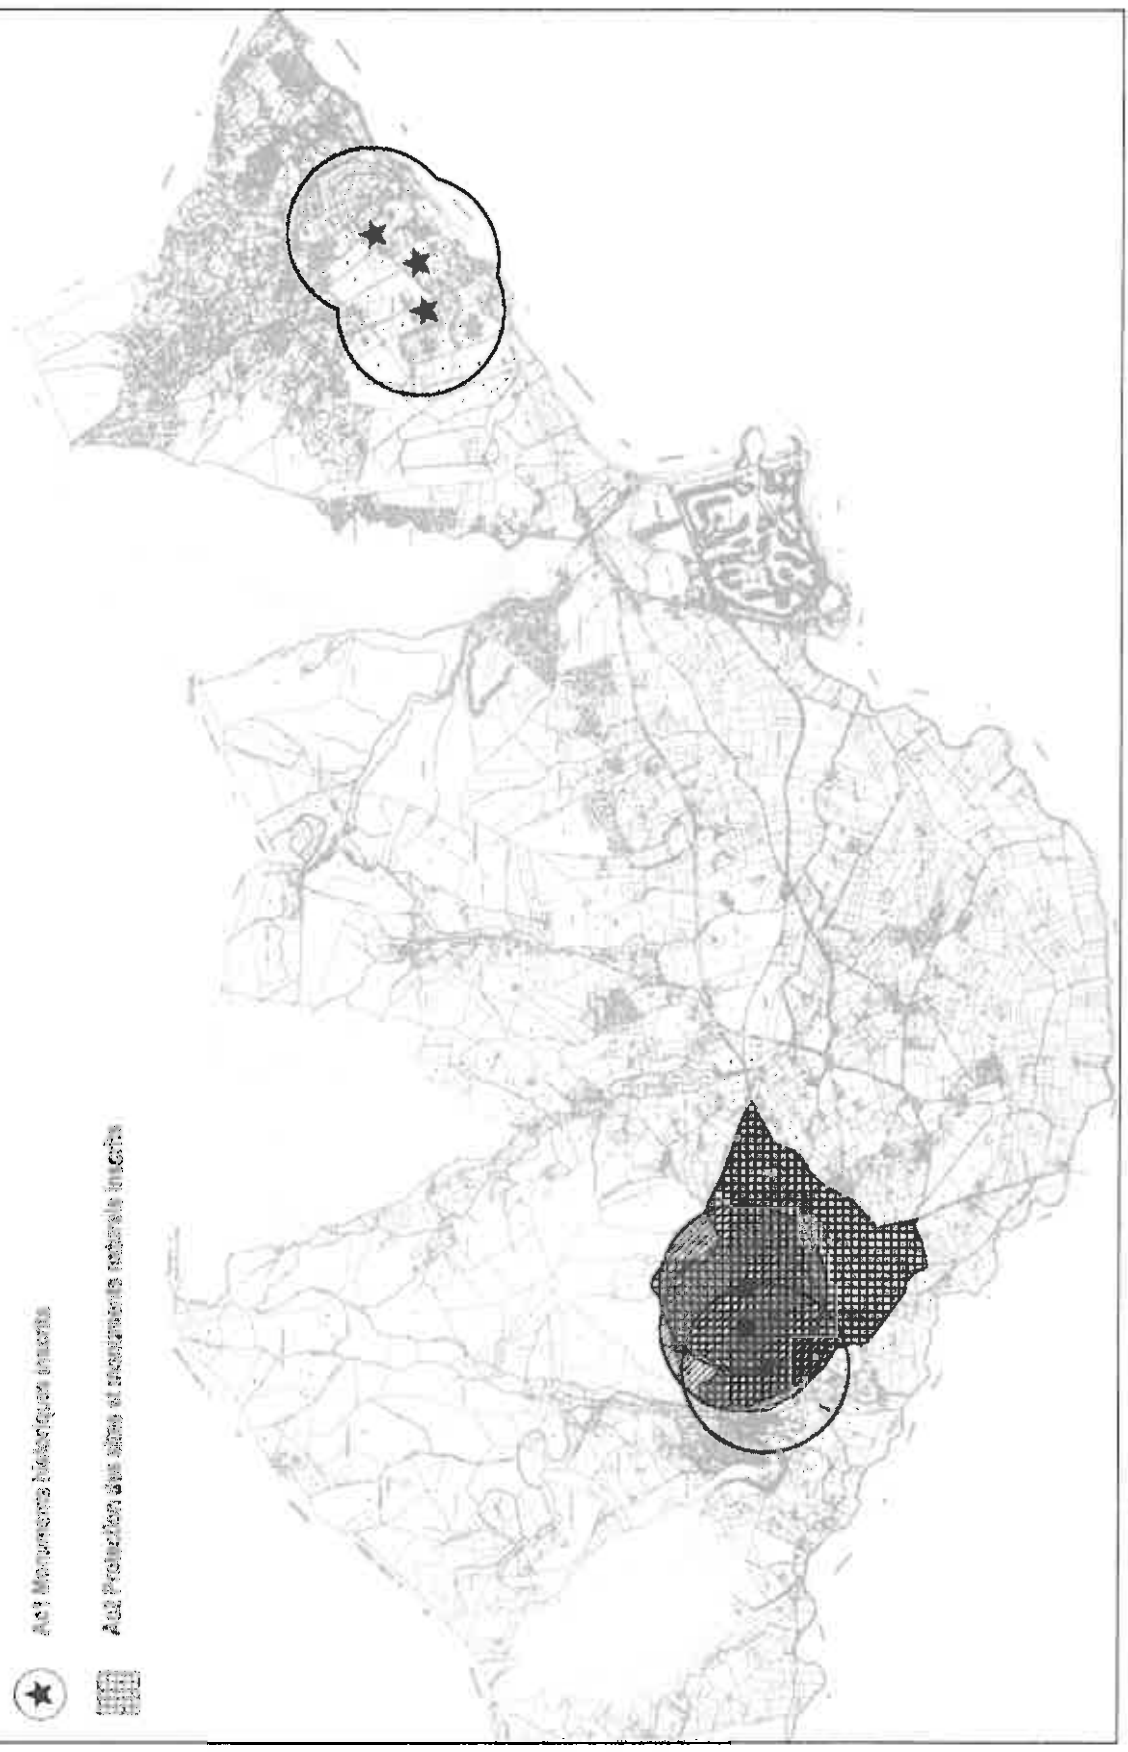 Ac1 Monuments historiques inscrits
Ac2 Protection des sites et monuments naturels inscrits